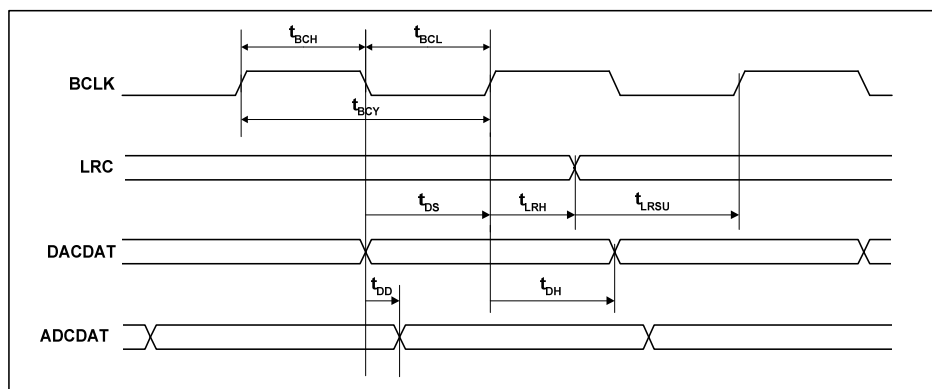 tBCH tBCL
BCLK
tBCY
LRC
tDS tLRH tLRSU
DACDAT
tDD tDH
ADCDAT